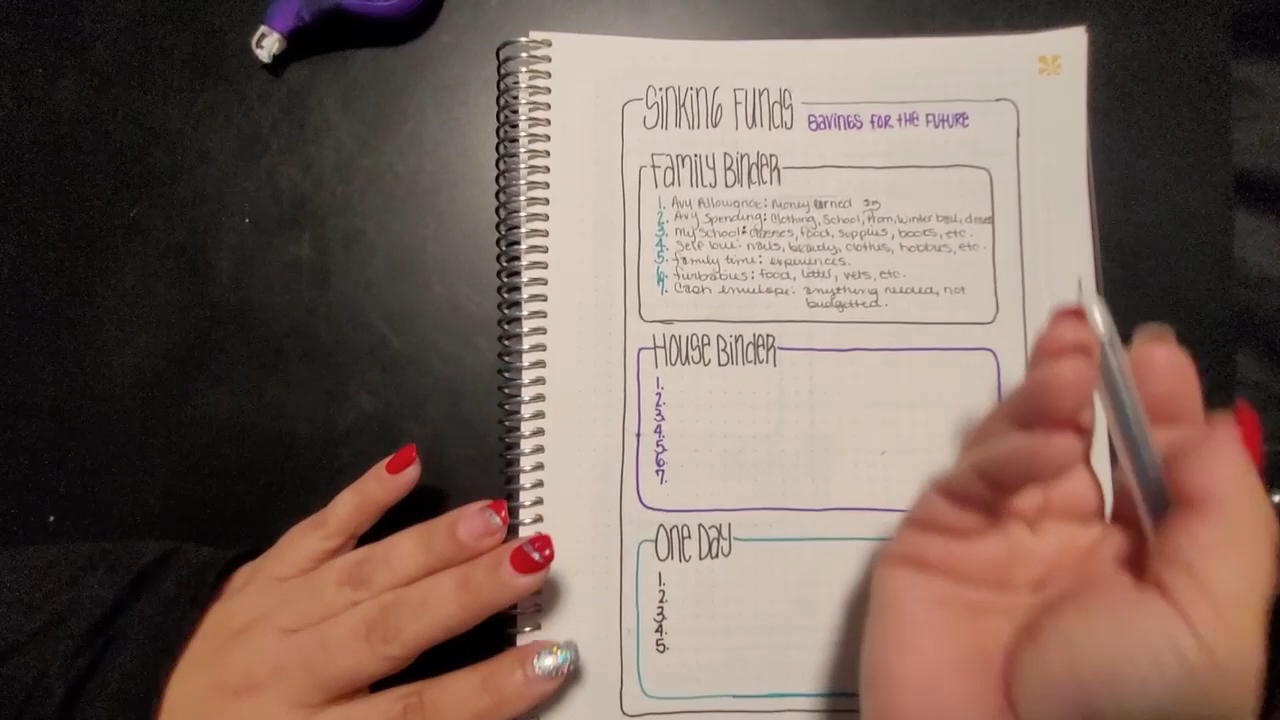 Sinking Funds
Savings for the future
Family Binder
1. Avy Allowance: money earned
2. Avy Spending: Clothing, School, Prom, winter ball,
3. my school: classes, food, supplies, books, etc.
4. Self love: nails, beauty, clothes, hobbies, etc.
5. family time: experiences.
6. furbabies: food, litter, vets, etc.
7. Cash envelope: anything needed, not
budgetted.
House Binder
1.
2.
3.
4.
5.
6.
7.
One Day
1.
2.
3.
4.
5.